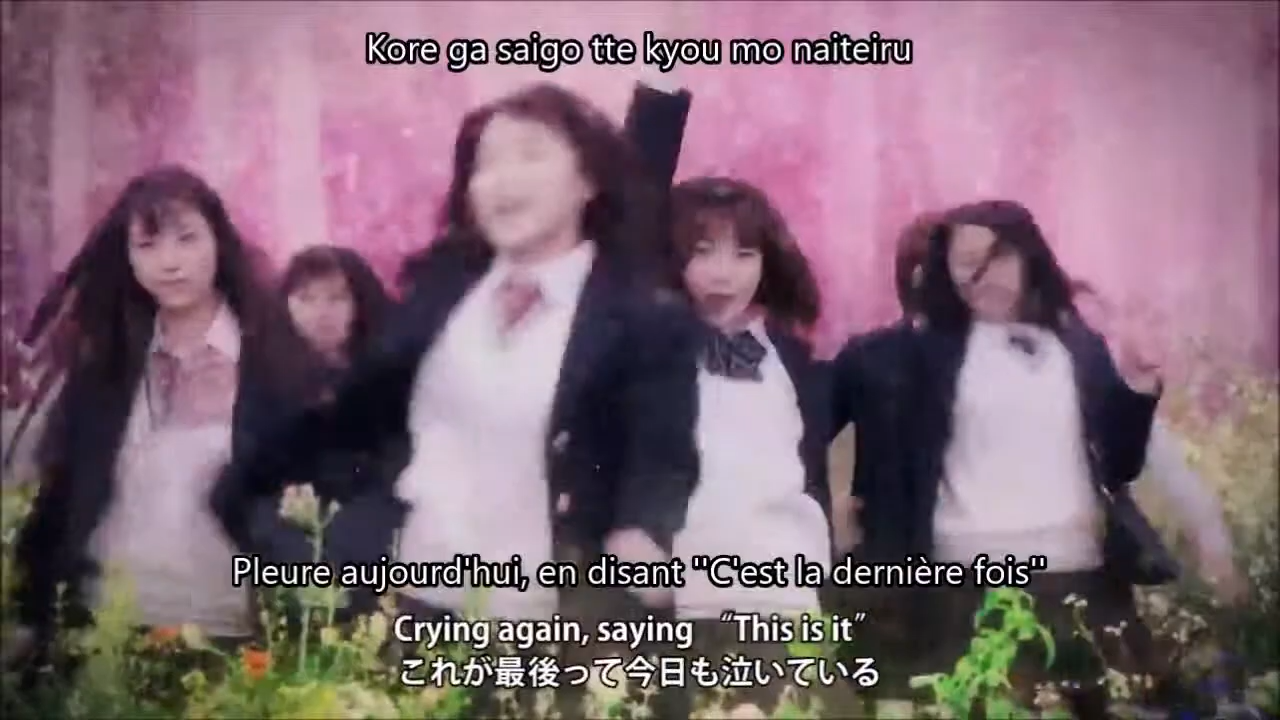 Kore ga saigo tte kyou mo naiteiru
Pleure aujourd'hui, en disant "C'est la dernière fois"
Crying again, saying “This is it”
これが最後って今日も泣いている